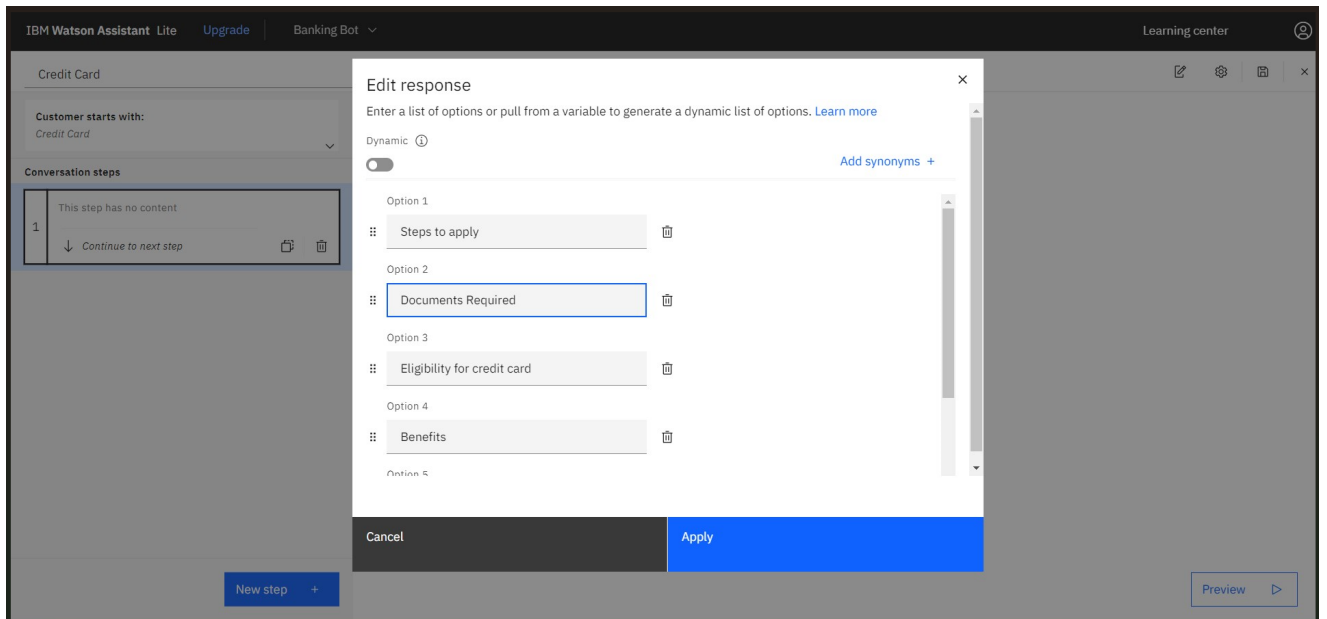 IBM Watson Assistant Lite Upgrade Banking Bot Learning center
Credit Card
Customer starts with:
Credit Card
Conversation steps
1
This step has no content
Continue to next step
New step +
Edit response
Enter a list of options or pull from a variable to generate a dynamic list of options. Learn more
Dynamic
Add synonyms +
Option 1
Steps to apply
Option 2
Documents Required
Option 3
Eligibility for credit card
Option 4
Benefits
Option 5
Cancel Apply
Preview